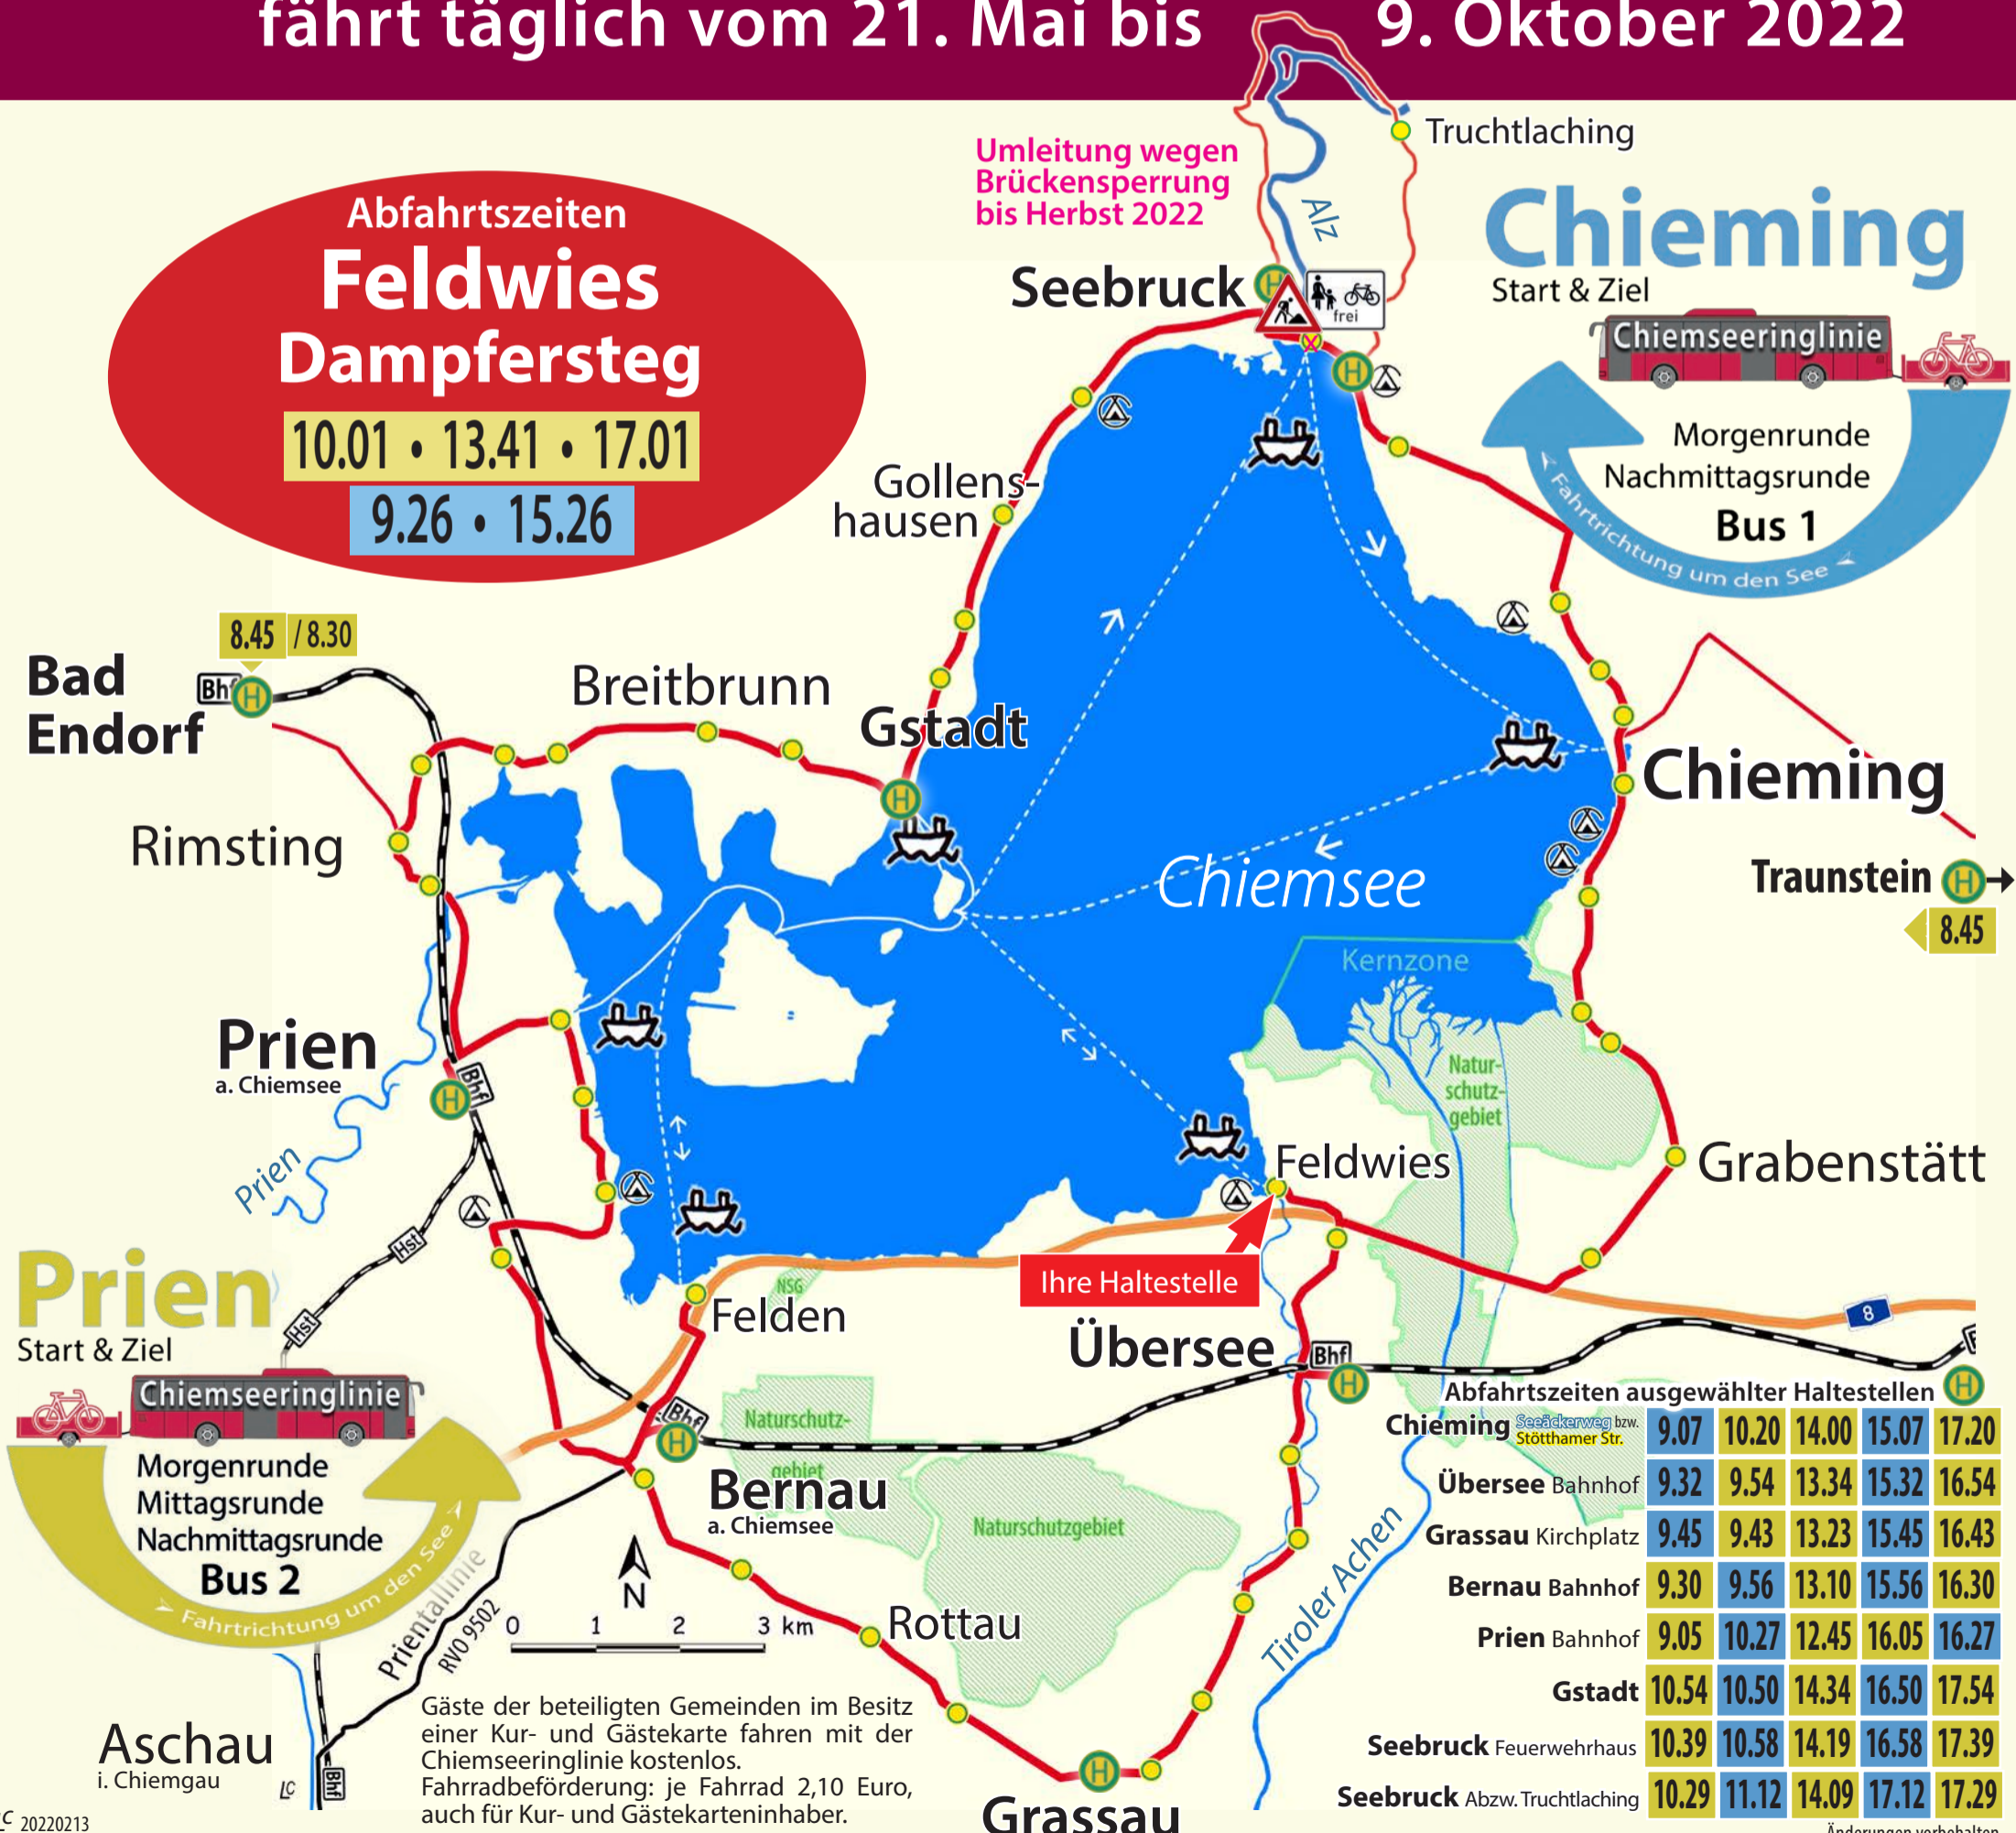 fährt täglich vom 21. Mai bis 9. Oktober 2022
Truchtlaching
Umleitung wegen
Brückensperrung
bis Herbst 2022
Alz
Abfahrtszeiten
Feldwies
Dampfersteg
10.01 • 13.41 • 17.01
9.26 • 15.26
Chieming
Start & Ziel
Chiemseeringlinie
Morgenrunde
Nachmittagsrunde
Bus 1
Fahrtrichtung um den See
Seebruck
H
frei
H
Gollens-
hausen
8.45 / 8.30
Bad
Endorf
Bhf
H
Breitbrunn
Gstadt
H
Rimsting
Chieming
Chiemsee
Traunstein H
8.45
Kernzone
Prien
a. Chiemsee
Bhf
H
Natur-
schutz-
gebiet
Prien
Feldwies
Grabenstätt
Hst
Hst
Ihre Haltestelle
NSG
Felden
Übersee
Bhf
H
8
Prien
Start & Ziel
Chiemseeringlinie
Morgenrunde
Mittagsrunde
Nachmittagsrunde
Bus 2
Fahrtrichtung um den See
Bhf
H
Naturschutz-
gebiet
Bernau
a. Chiemsee
Naturschutzgebiet
N
0 1 2 3 km
Rottau
Prientallinie
RVO 9502
Tiroler Achen
Aschau
i. Chiemgau
LC
Bhf
Gäste der beteiligten Gemeinden im Besitz
einer Kur- und Gästekarte fahren mit der
Chiemseeringlinie kostenlos.
Fahrradbeförderung: je Fahrrad 2,10 Euro,
auch für Kur- und Gästekarteninhaber.
H
Grassau
Abfahrtszeiten ausgewählter Haltestellen H
Chieming Seeäckerweg bzw. Stötthamer Str. 9.07 10.20 14.00 15.07 17.20
Übersee Bahnhof 9.32 9.54 13.34 15.32 16.54
Grassau Kirchplatz 9.45 9.43 13.23 15.45 16.43
Bernau Bahnhof 9.30 9.56 13.10 15.56 16.30
Prien Bahnhof 9.05 10.27 12.45 16.05 16.27
Gstadt 10.54 10.50 14.34 16.50 17.54
Seebruck Feuerwehrhaus 10.39 10.58 14.19 16.58 17.39
Seebruck Abzw. Truchtlaching 10.29 11.12 14.09 17.12 17.29
Änderungen vorbehalten
20220213